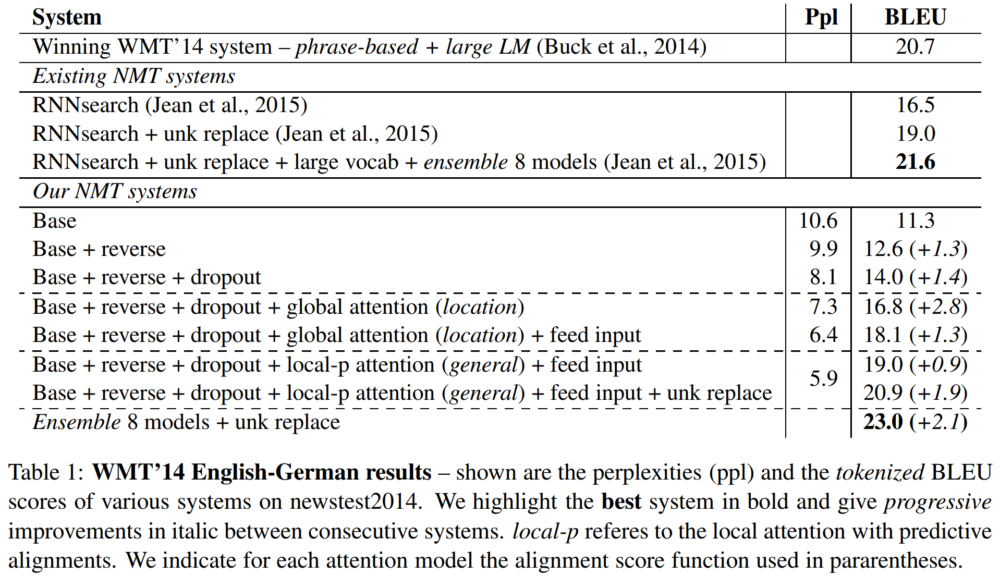 System Ppl BLEU
Winning WMT’14 system – phrase-based + large LM (Buck et al., 2014) 20.7
Existing NMT systems
RNNsearch (Jean et al., 2015) 16.5
RNNsearch + unk replace (Jean et al., 2015) 19.0
RNNsearch + unk replace + large vocab + ensemble 8 models (Jean et al., 2015) 21.6
Our NMT systems
Base 10.6 11.3
Base + reverse 9.9 12.6 (+1.3)
Base + reverse + dropout 8.1 14.0 (+1.4)
Base + reverse + dropout + global attention (location) 7.3 16.8 (+2.8)
Base + reverse + dropout + global attention (location) + feed input 6.4 18.1 (+1.3)
Base + reverse + dropout + local-p attention (general) + feed input 5.9 19.0 (+0.9)
Base + reverse + dropout + local-p attention (general) + feed input + unk replace 20.9 (+1.9)
Ensemble 8 models + unk replace 23.0 (+2.1)
Table 1: WMT’14 English-German results – shown are the perplexities (ppl) and the tokenized BLEU
scores of various systems on newstest2014. We highlight the best system in bold and give progressive
improvements in italic between consecutive systems. local-p referes to the local attention with predictive
alignments. We indicate for each attention model the alignment score function used in pararentheses.